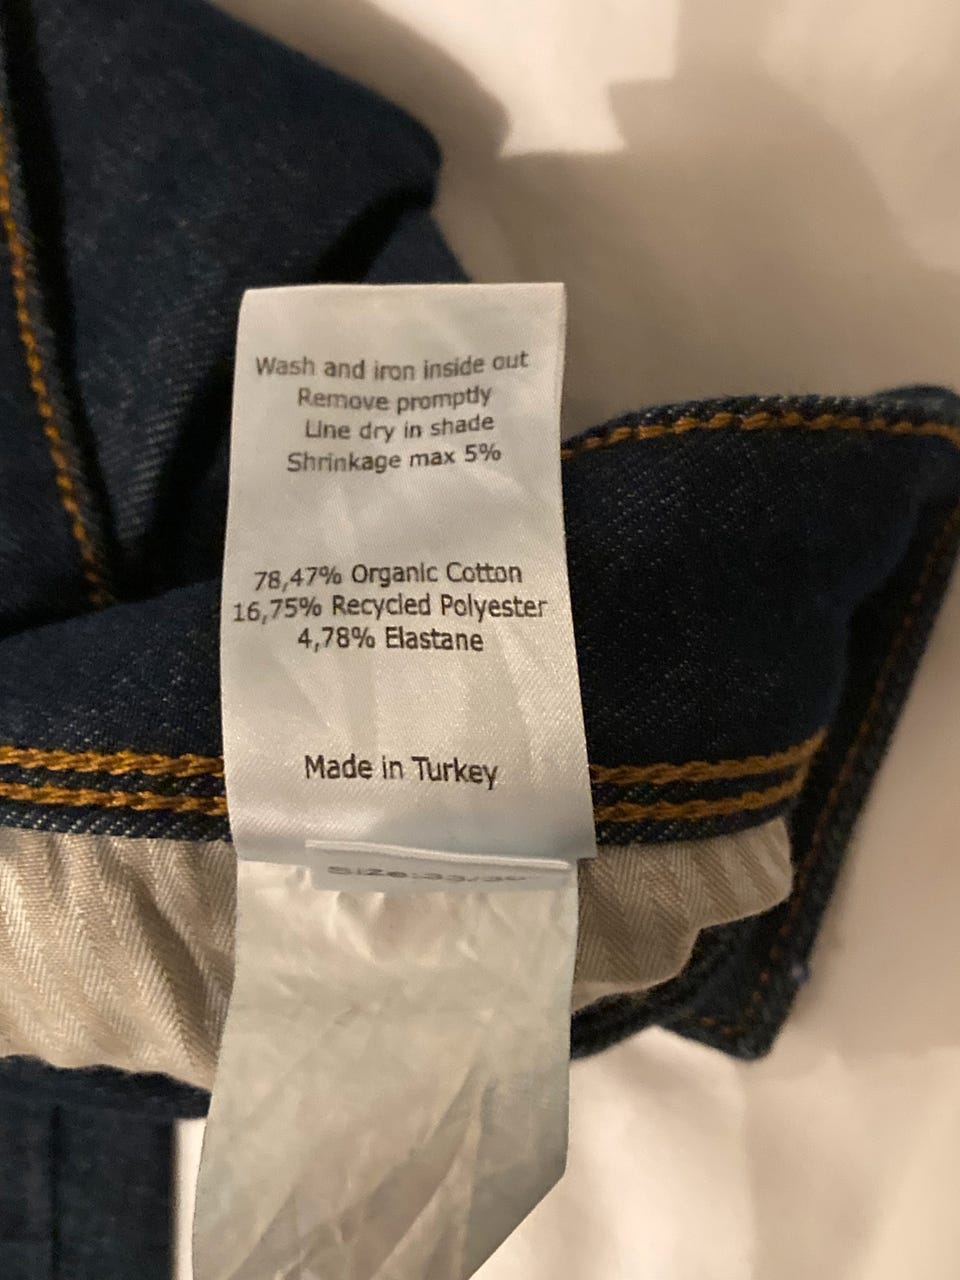 Wash and iron inside out
Remove promptly
Line dry in shade
Shrinkage max 5%
78,47% Organic Cotton
16,75% Recycled Polyester
4,78% Elastane
Made in Turkey
Size: